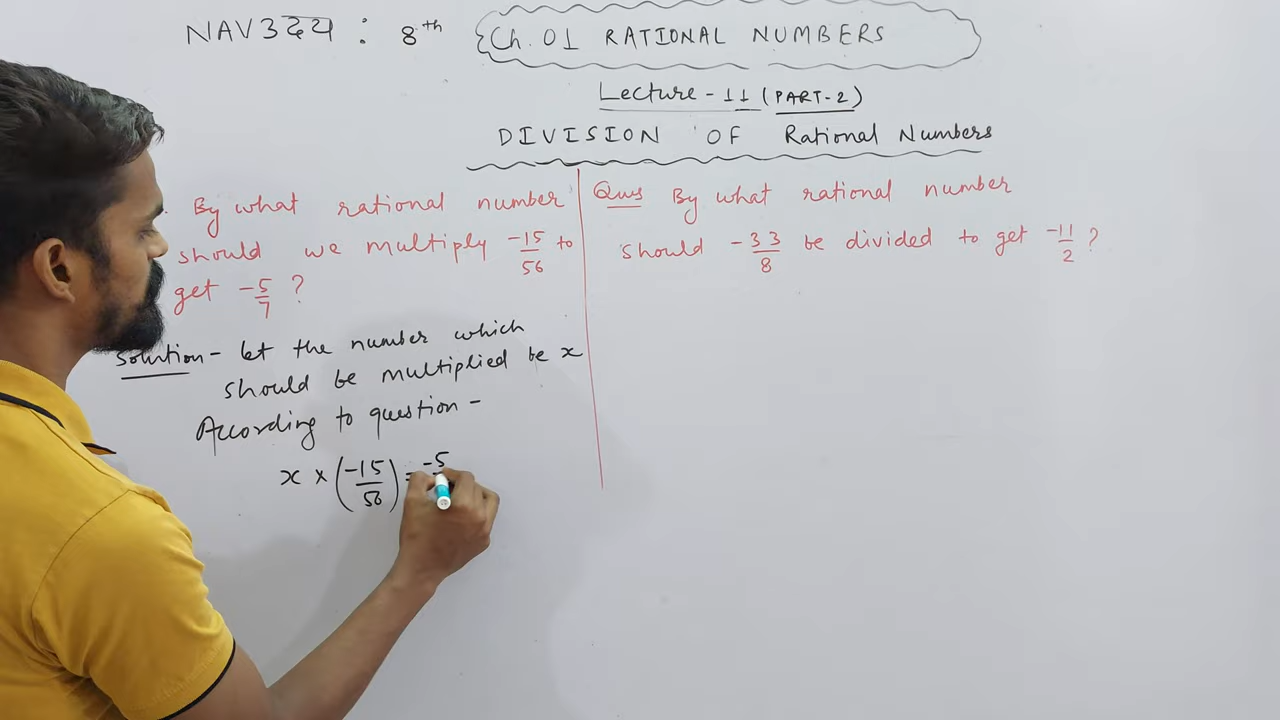 NAV3224 : 8th Ch. 01 RATIONAL NUMBERS
Lecture - 11 (PART-2)
DIVISION OF Rational Numbers
By what rational number
should we multiply -15/56 to
get -5/7 ?
Solution - let the number which
should be multiplied be x
According to question -
x × (-15/56) = -5
Ques By what rational number
should -33/8 be divided to get -11/2 ?